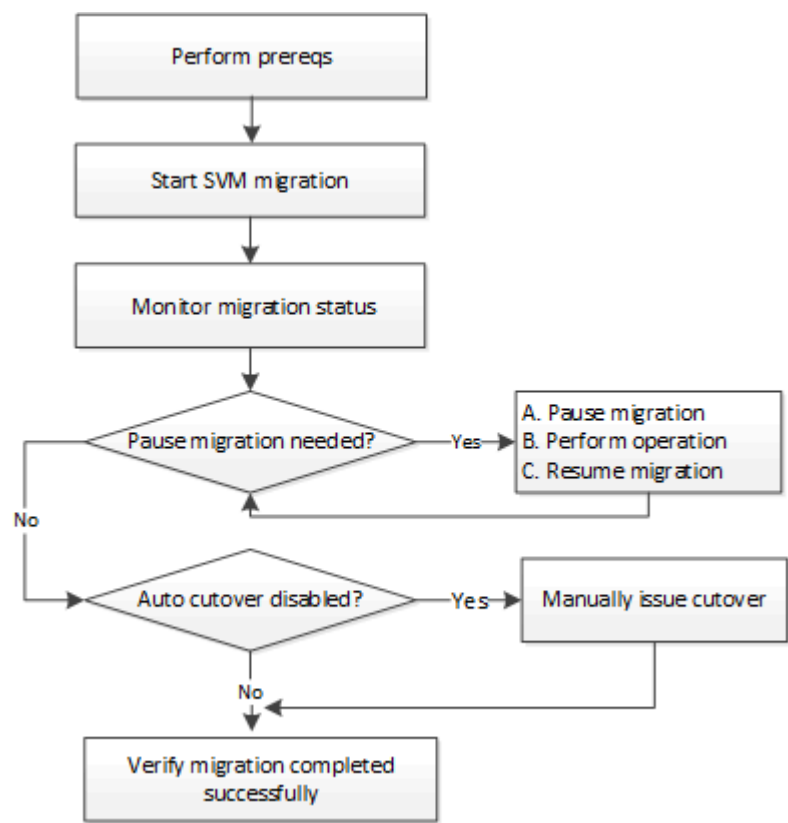 Perform prereqs
Start SVM migration
Monitor migration status
Pause migration needed?
Yes
A. Pause migration
B. Perform operation
C. Resume migration
No
Auto cutover disabled?
Yes
Manually issue cutover
No
Verify migration completed
successfully